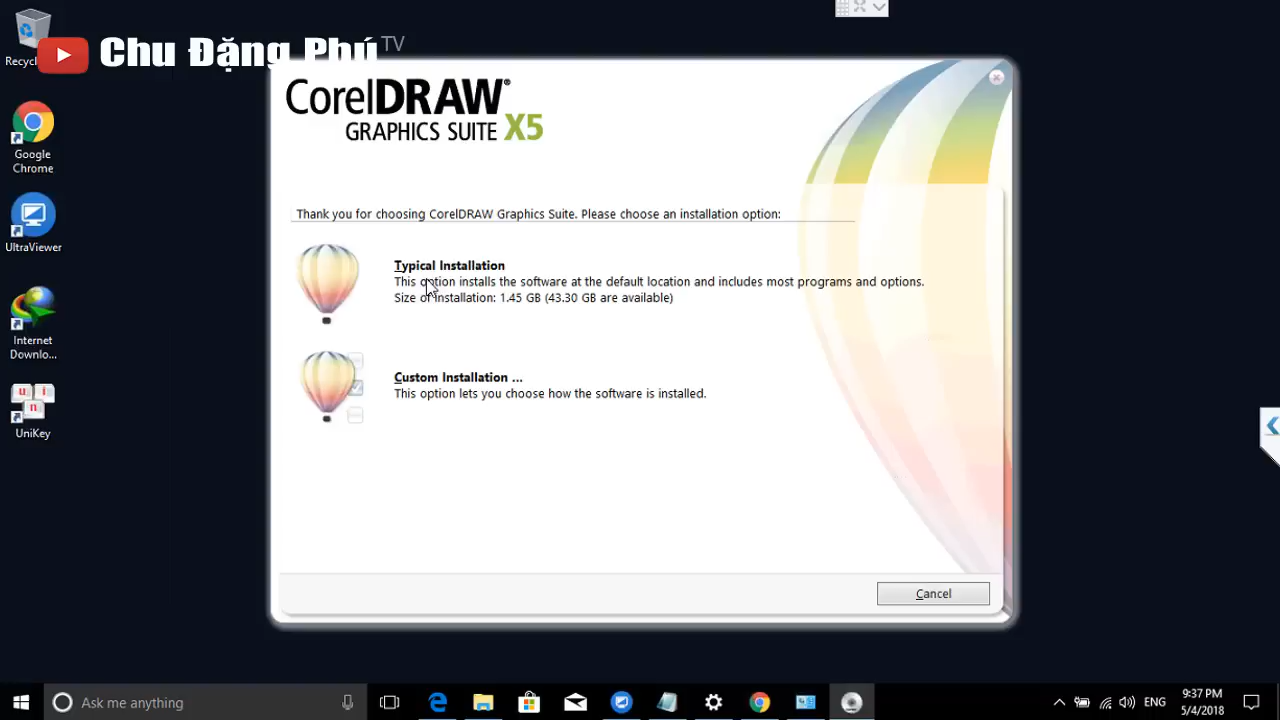 Recyc
Chu Đặng Phú TV
CorelDRAW®
GRAPHICS SUITE X5
Google
Chrome
UltraViewer
Internet
Downlo...
UniKey
Thank you for choosing CorelDRAW Graphics Suite. Please choose an installation option:
Typical Installation
This option installs the software at the default location and includes most programs and options.
Size of installation: 1.45 GB (43.30 GB are available)
Custom Installation ...
This option lets you choose how the software is installed.
Cancel
Ask me anything
ENG
9:37 PM
5/4/2018